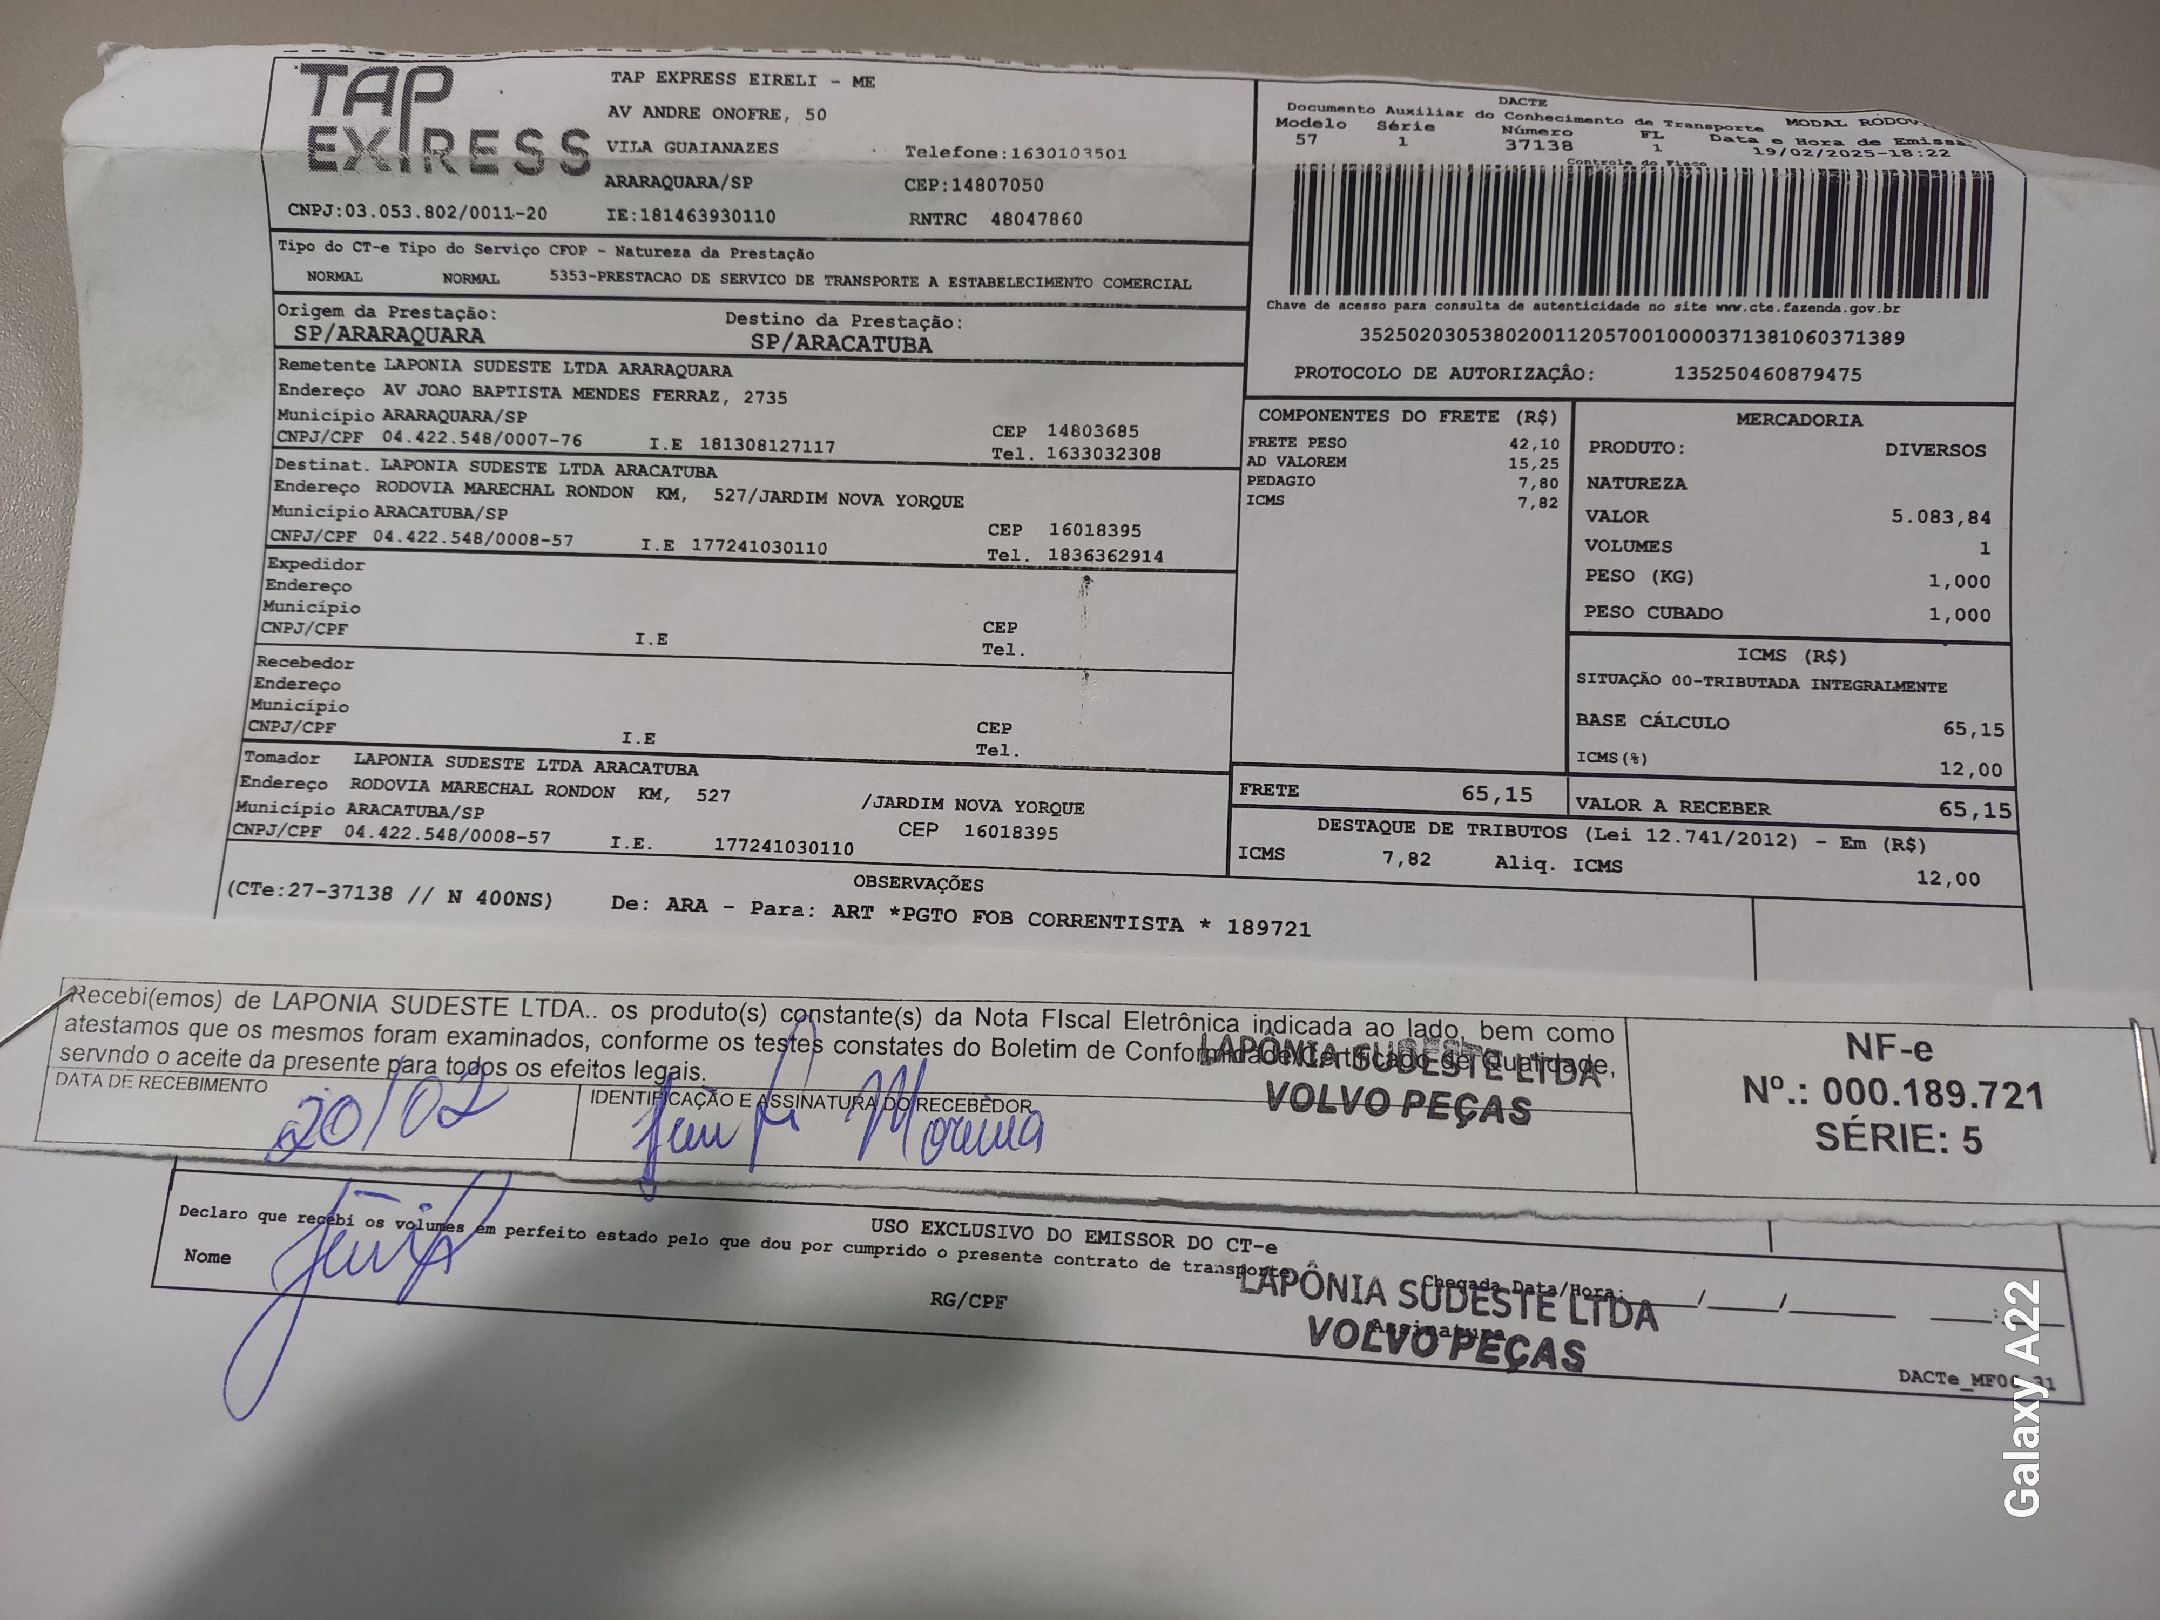 TAP EXPRESS
TAP EXPRESS EIRELI - ME
AV ANDRE ONOFRE, 50
VILA GUAIANAZES Telefone:1630103501
ARARAQUARA/SP CEP:14807050
CNPJ:03.053.802/0011-20 IE:181463930110 RNTRC 48047860
DACTE
Documento Auxiliar do Conhecimento de Transporte MODAL RODOV
Modelo Série Número FL Data e Hora de Emissa
57 1 37138 1 19/02/2025-18:22
Controle do Fisco
Chave de acesso para consulta de autenticidade no site www.cte.fazenda.gov.br
35250203053802001120570010000371381060371389
PROTOCOLO DE AUTORIZAÇÂO: 135250460879475
Tipo do CT-e Tipo do Serviço CFOP - Natureza da Prestação
NORMAL NORMAL 5353-PRESTACAO DE SERVICO DE TRANSPORTE A ESTABELECIMENTO COMERCIAL
Origem da Prestação: Destino da Prestação:
SP/ARARAQUARA SP/ARACATUBA
Remetente LAPONIA SUDESTE LTDA ARARAQUARA
Endereço AV JOAO BAPTISTA MENDES FERRAZ, 2735
Município ARARAQUARA/SP CEP 14803685
CNPJ/CPF 04.422.548/0007-76 I.E 181308127117 Tel. 1633032308
Destinat. LAPONIA SUDESTE LTDA ARACATUBA
Endereço RODOVIA MARECHAL RONDON KM, 527/JARDIM NOVA YORQUE
Município ARACATUBA/SP CEP 16018395
CNPJ/CPF 04.422.548/0008-57 I.E 177241030110 Tel. 1836362914
Expedidor
Endereço
Município CEP
CNPJ/CPF I.E Tel.
Recebedor
Endereço
Município CEP
CNPJ/CPF I.E Tel.
Tomador LAPONIA SUDESTE LTDA ARACATUBA
Endereço RODOVIA MARECHAL RONDON KM, 527 /JARDIM NOVA YORQUE
Município ARACATUBA/SP CEP 16018395
CNPJ/CPF 04.422.548/0008-57 I.E. 177241030110
COMPONENTES DO FRETE (R$)
FRETE PESO 42,10
AD VALOREM 15,25
PEDAGIO 7,80
ICMS 7,82
MERCADORIA
PRODUTO: DIVERSOS
NATUREZA
VALOR 5.083,84
VOLUMES 1
PESO (KG) 1,000
PESO CUBADO 1,000
ICMS (R$)
SITUAÇÃO 00-TRIBUTADA INTEGRALMENTE
BASE CÁLCULO 65,15
ICMS(%) 12,00
FRETE 65,15 VALOR A RECEBER 65,15
DESTAQUE DE TRIBUTOS (Lei 12.741/2012) - Em (R$)
ICMS 7,82 Aliq. ICMS 12,00
OBSERVAÇÕES
(CTe:27-37138 // N 400NS) De: ARA - Para: ART *PGTO FOB CORRENTISTA * 189721
Recebi(emos) de LAPONIA SUDESTE LTDA.. os produto(s) constante(s) da Nota FIscal Eletrônica indicada ao lado, bem como
atestamos que os mesmos foram examinados, conforme os testes constates do Boletim de Conformidade/Certificado de Qualidade,
servndo o aceite da presente para todos os efeitos legais.
DATA DE RECEBIMENTO IDENTIFICAÇÃO E ASSINATURA DO RECEBEDOR
20/02 Moreira
LAPÔNIA SUDESTE LTDA
VOLVO PEÇAS
NF-e
Nº.: 000.189.721
SÉRIE: 5
USO EXCLUSIVO DO EMISSOR DO CT-e
Declaro que recebi os volumes em perfeito estado pelo que dou por cumprido o presente contrato de transporte
Nome RG/CPF Chegada Data/Hora: / / :
Assinatura
LAPÔNIA SUDESTE LTDA
VOLVO PEÇAS
Galaxy A22